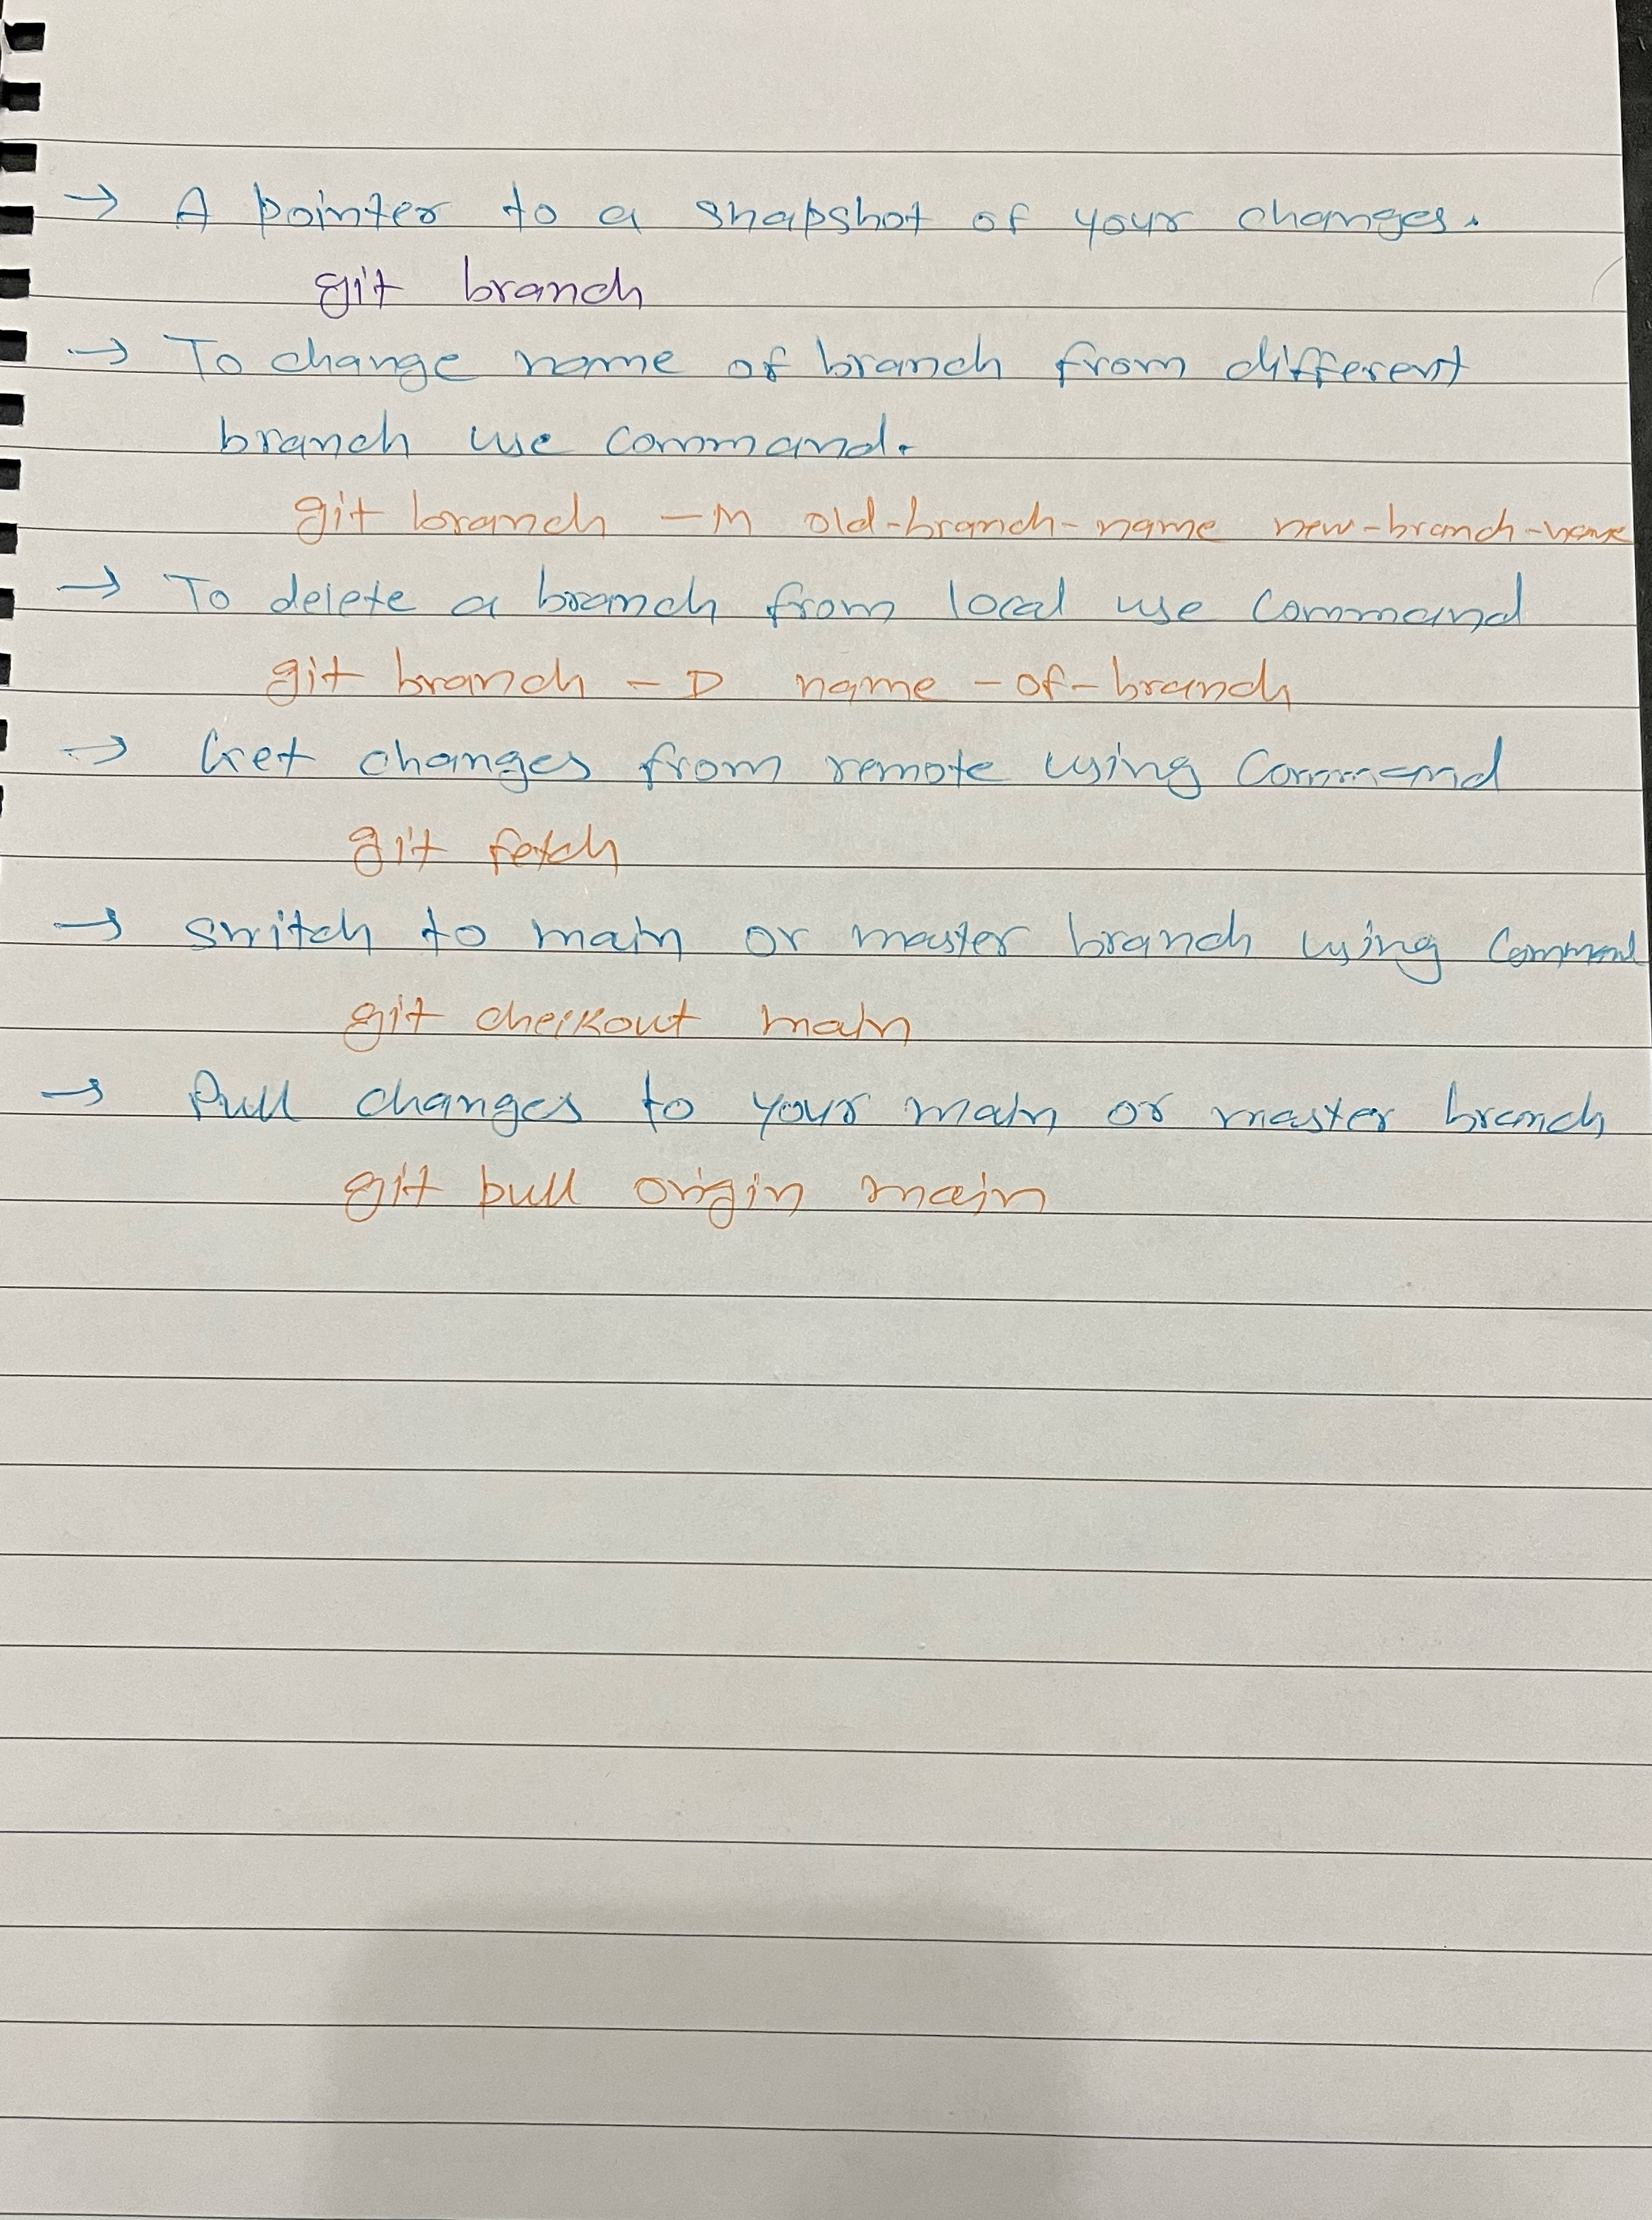 → A pointer to a snapshot of your changes.
git branch
→ To change name of branch from different
branch use command.
git branch -M old-branch-name new-branch-name
→ To delete a branch from local use command
git branch -D name-of-branch
→ Get changes from remote using command
git fetch
→ switch to main or master branch using command
git checkout main
→ Pull changes to your main or master branch
git pull origin main